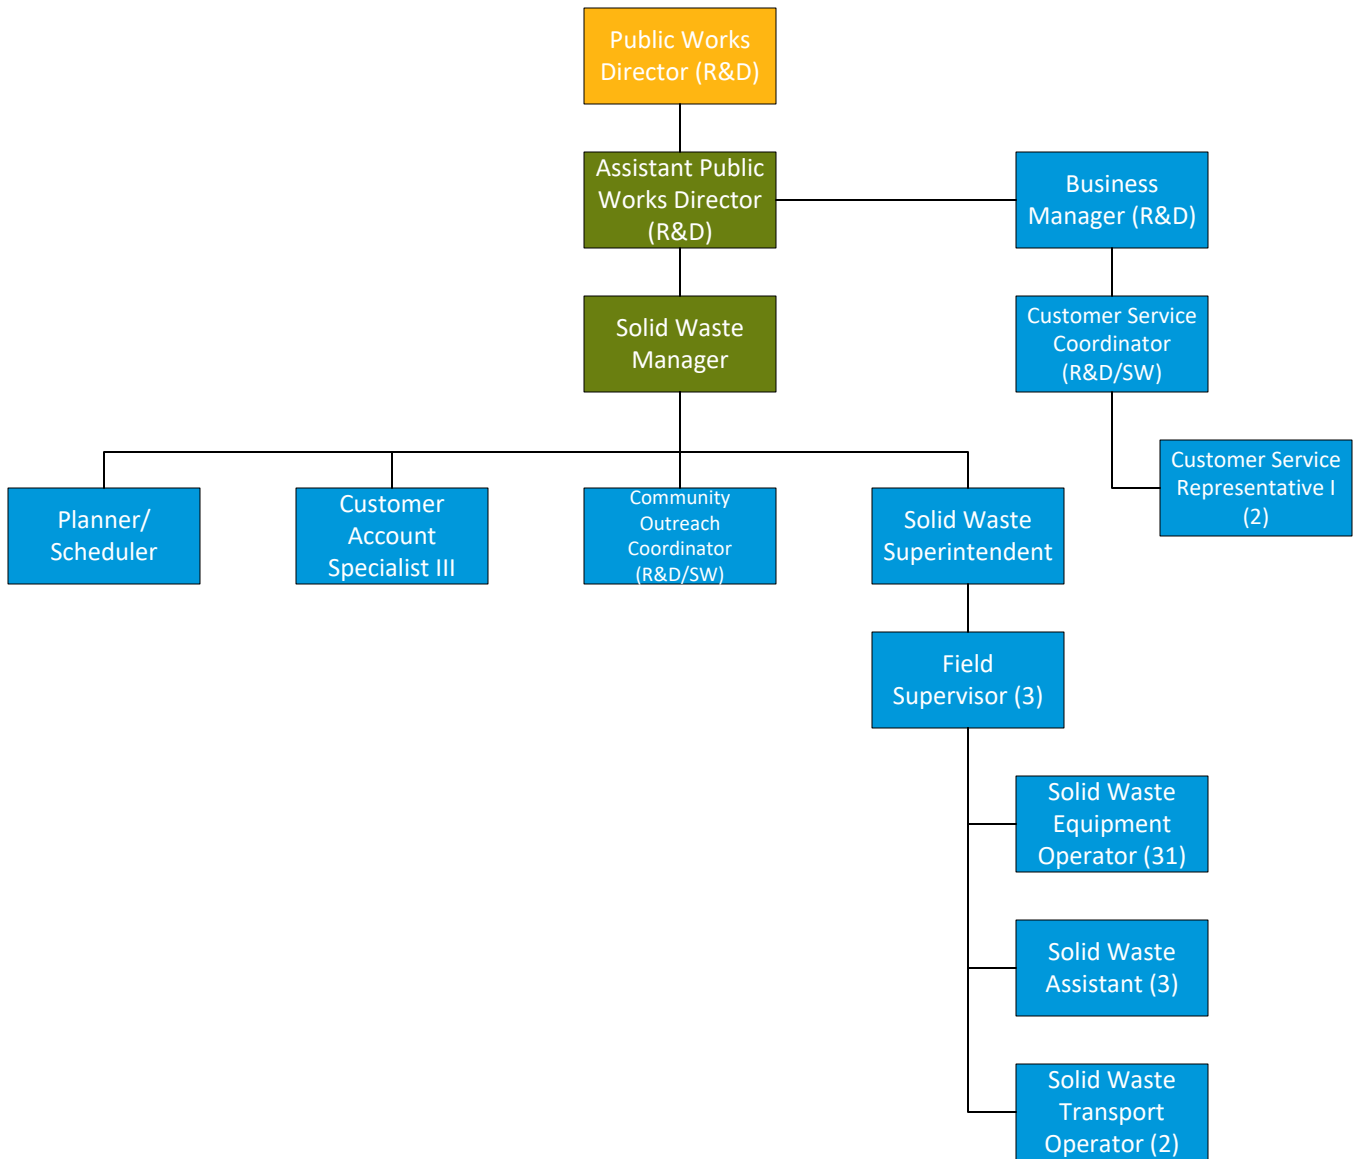 Public Works
Director (R&D)
Assistant Public
Works Director
(R&D)
Business
Manager (R&D)
Solid Waste
Manager
Customer Service
Coordinator
(R&D/SW)
Customer Service
Representative I
(2)
Planner/
Scheduler
Customer
Account
Specialist III
Community
Outreach
Coordinator
(R&D/SW)
Solid Waste
Superintendent
Field
Supervisor (3)
Solid Waste
Equipment
Operator (31)
Solid Waste
Assistant (3)
Solid Waste
Transport
Operator (2)